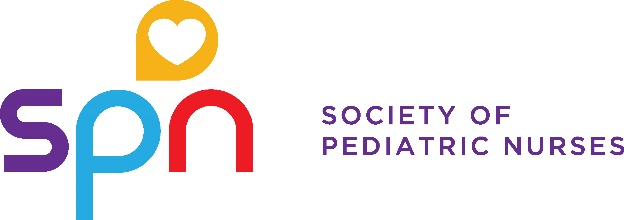 spn
SOCIETY OF
PEDIATRIC NURSES